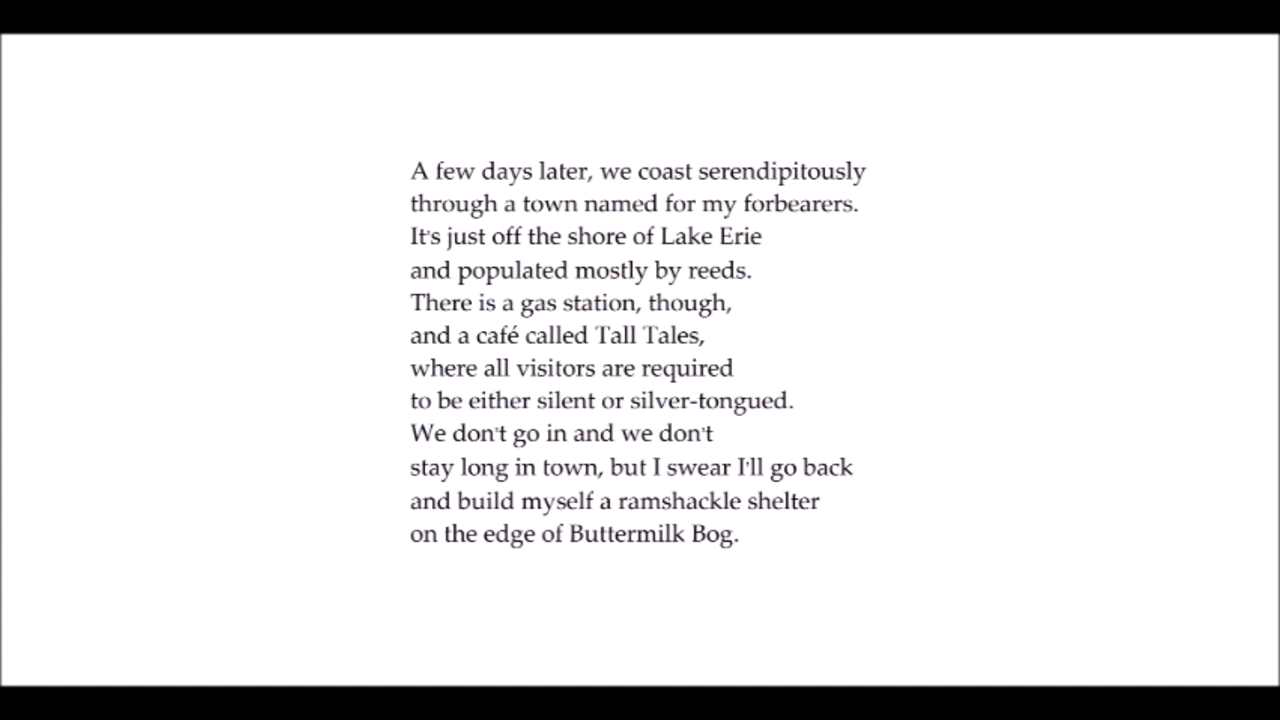 A few days later, we coast serendipitously
through a town named for my forbearers.
It's just off the shore of Lake Erie
and populated mostly by reeds.
There is a gas station, though,
and a café called Tall Tales,
where all visitors are required
to be either silent or silver-tongued.
We don't go in and we don't
stay long in town, but I swear I'll go back
and build myself a ramshackle shelter
on the edge of Buttermilk Bog.